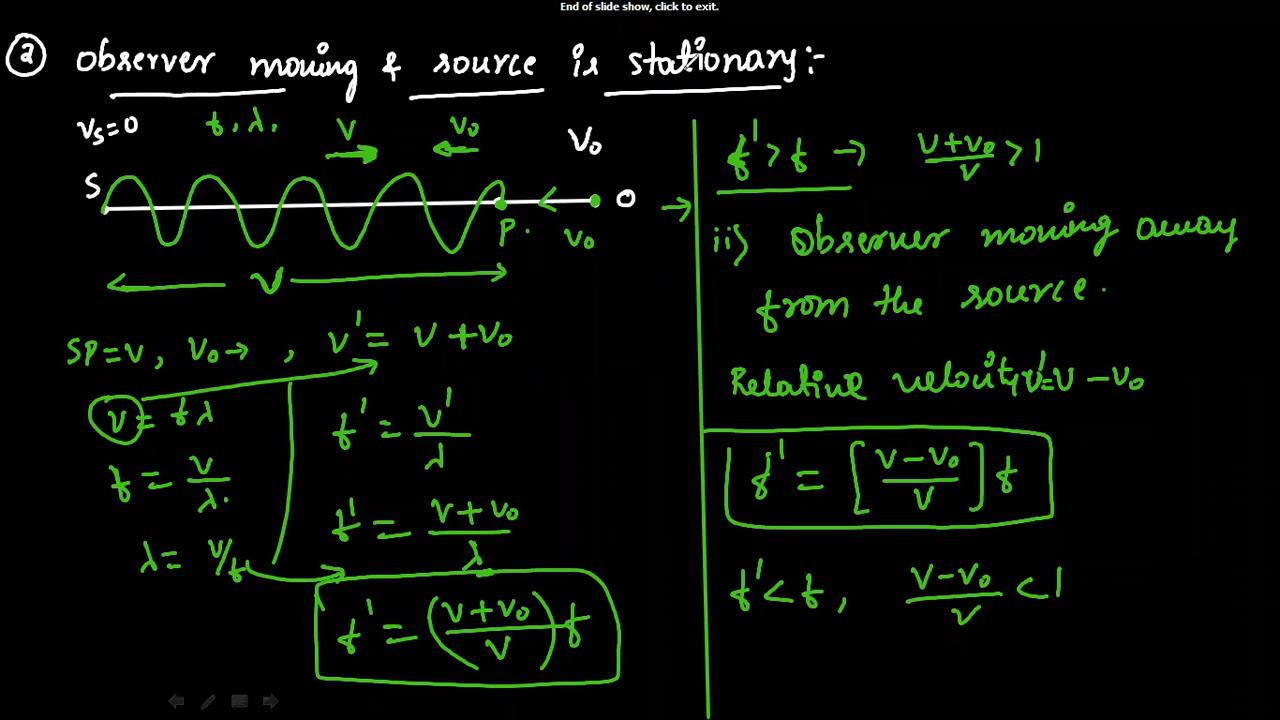 End of slide show, click to exit.
② observer moving & source is stationary:-
vs=0 f, λ. v v₀ V₀
S O
P. v₀
v
SP=v, v₀→, v' = v+v₀
v = fλ
f = v/λ.
λ = v/f
f' = v'/λ
f' = v+v₀/λ
f' = (v+v₀/v) f
f' > f → v+v₀/v > 1
ii) Observer moving away
from the source.
Relative velocity v'=v-v₀
f' = [v-v₀/v] f
f' < f, v-v₀/v < 1